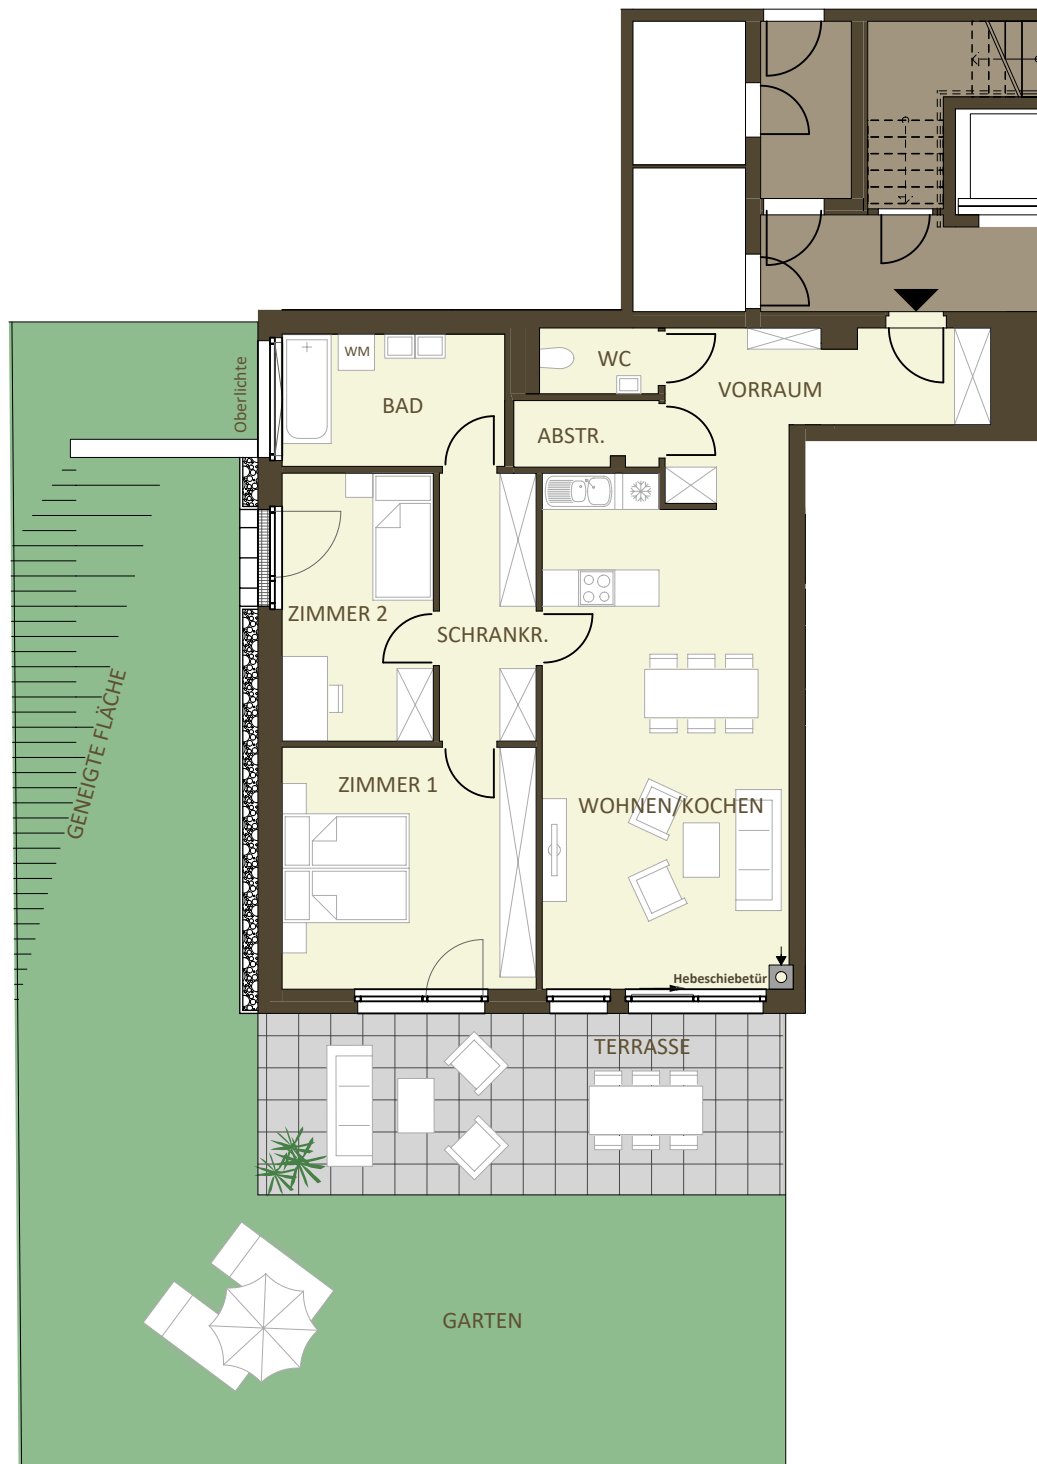 WM
WC
VORRAUM
Oberlichte
BAD
ABSTR.
ZIMMER 2
SCHRANKR.
GENEIGTE FLÄCHE
ZIMMER 1
WOHNEN/KOCHEN
Hebeschiebetür
TERRASSE
GARTEN